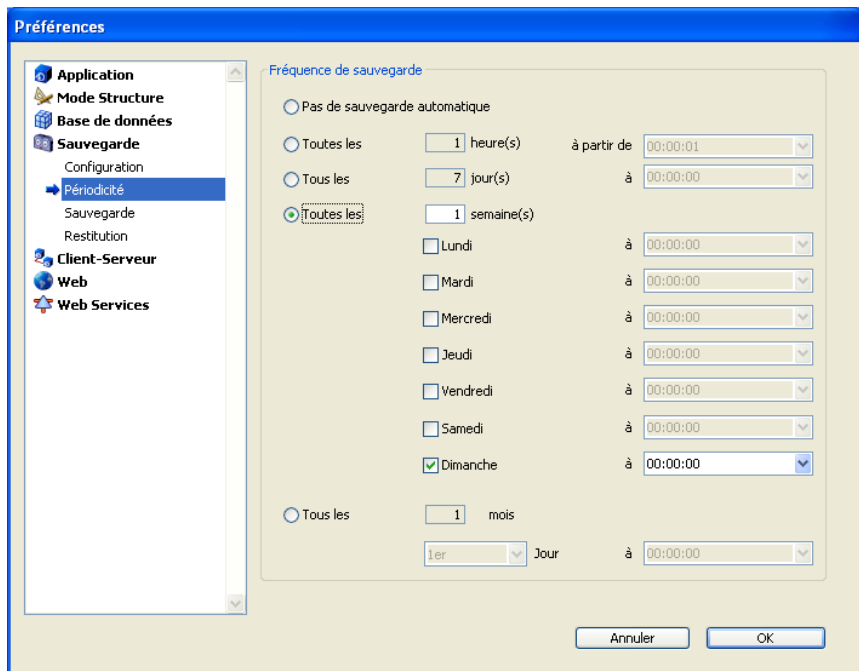 Préférences
Application
Mode Structure
Base de données
Sauvegarde
Configuration
Périodicité
Sauvegarde
Restitution
Client-Serveur
Web
Web Services
Fréquence de sauvegarde
Pas de sauvegarde automatique
Toutes les 1 heure(s) à partir de 00:00:01
Tous les 7 jour(s) à 00:00:00
Toutes les 1 semaine(s)
Lundi à 00:00:00
Mardi à 00:00:00
Mercredi à 00:00:00
Jeudi à 00:00:00
Vendredi à 00:00:00
Samedi à 00:00:00
Dimanche à 00:00:00
Tous les 1 mois
1er Jour à 00:00:00
Annuler OK